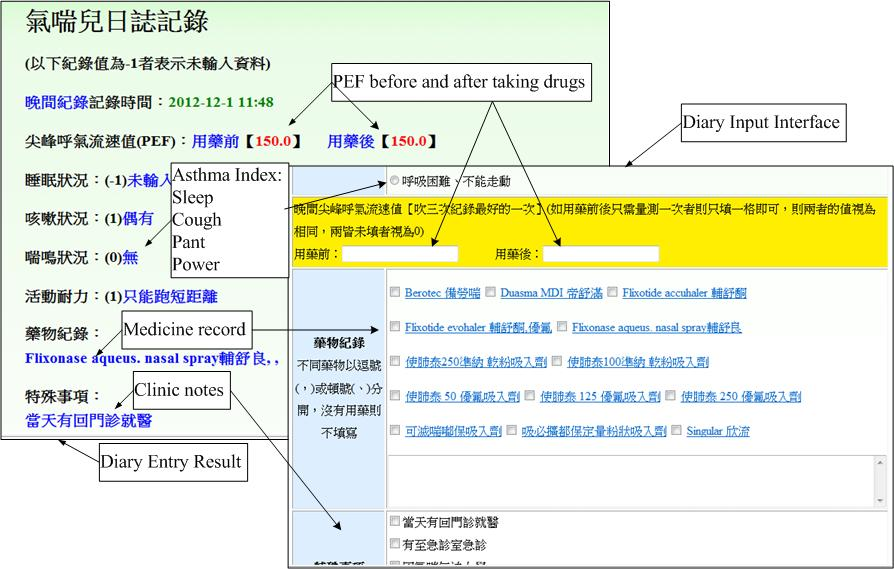 氣喘兒日誌記錄
(以下紀錄值為-1者表示未輸入資料)
晚間紀錄記錄時間：2012-12-1 11:48
尖峰呼氣流速值(PEF)：用藥前【150.0】 用藥後【150.0】
睡眠狀況：(-1)未輸入
咳嗽狀況：(1)偶有
喘鳴狀況：(0)無
活動耐力：(1)只能跑短距離
藥物紀錄：
Flixonase aqueus. nasal spray輔舒良, ,
特殊事項：
當天有回門診就醫
PEF before and after taking drugs
Diary Input Interface
Asthma Index:
Sleep
Cough
Pant
Power
Medicine record
Clinic notes
Diary Entry Result
呼吸困難、不能走動
晚間尖峰呼氣流速值【吹三次紀錄最好的一次】(如用藥前後只需量測一次者則只填一格即可，則兩者的值視為
相同，兩皆未填者視為0)
用藥前： 用藥後：
藥物紀錄
不同藥物以逗號
(，)或頓號(、)分
開，沒有用藥則
不填寫
Berotec 備勞喘 Duasma MDI 帝舒滿 Flixotide accuhaler 輔舒酮
Flixotide evohaler 輔舒酮.優氟 Flixonase aqueus. nasal spray輔舒良
使肺泰250準納 乾粉吸入劑 使肺泰100準納 乾粉吸入劑
使肺泰 50 優氟吸入劑 使肺泰 125 優氟吸入劑 使肺泰 250 優氟吸入劑
可滅喘都保吸入劑 吸必擴都保定量粉狀吸入劑 Singular 欣流
當天有回門診就醫
有至急診室急診